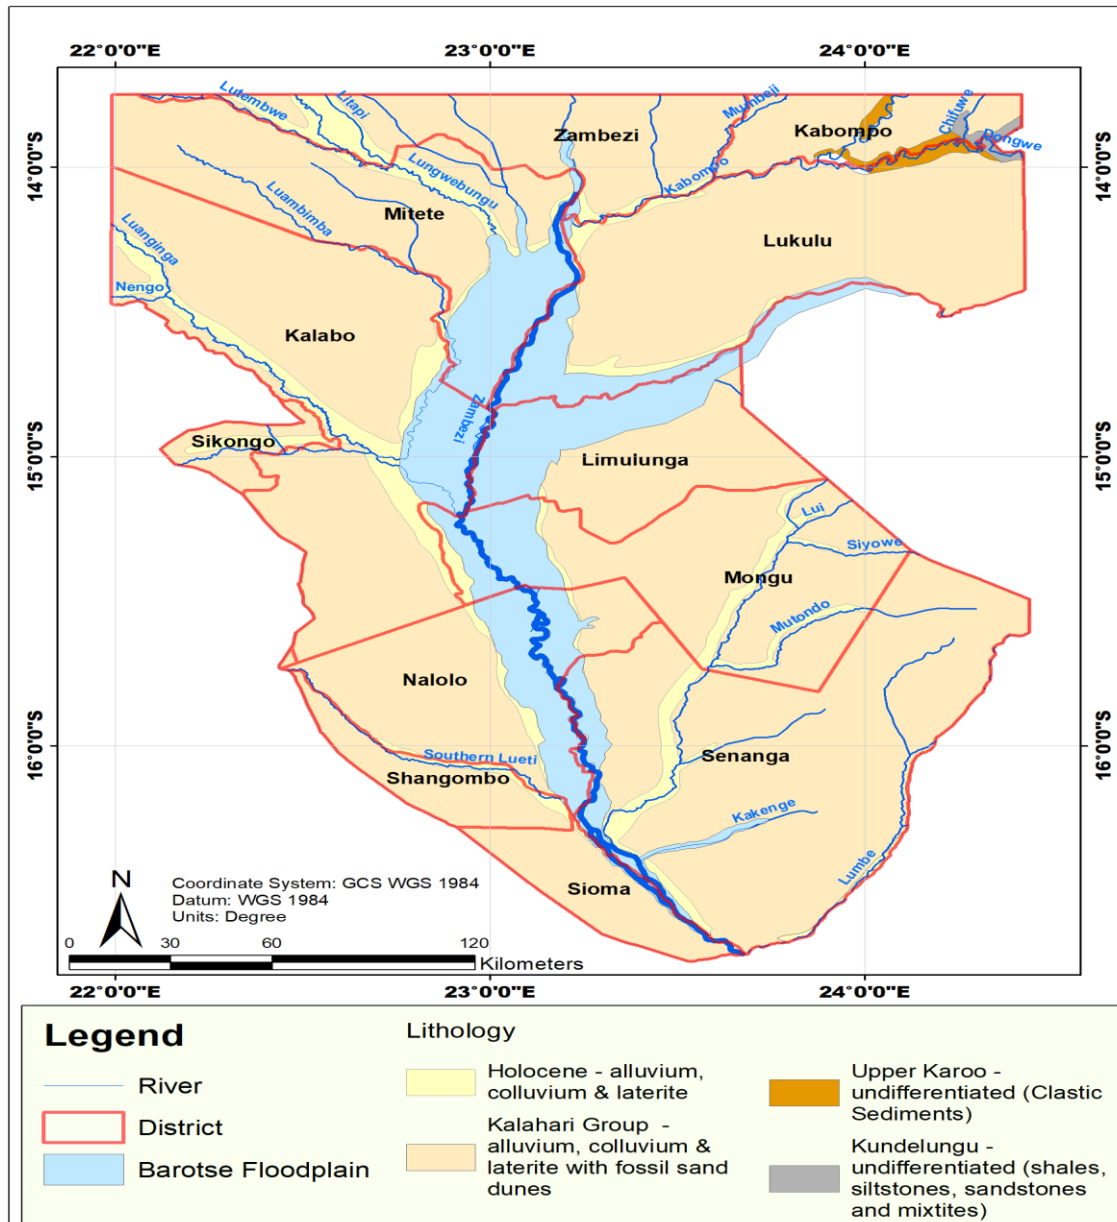 22°0'0"E 23°0'0"E 24°0'0"E
Lutembwe
Litapi
Zambezi
Mumbeji
Kabompo
Chifuwe
Dongwe
14°0'0"S 14°0'0"S
Lungwebungu
Kabompo
Luambimba
Mitete
Luanginga
Lukulu
Nengo
Kalabo
Zambezi
Sikongo
15°0'0"S 15°0'0"S
Limulunga
Lui
Siyowe
Mongu
Mutondo
Nalolo
16°0'0"S 16°0'0"S
Southern Lueti
Senanga
Shangombo
Kakenge
Lumbe
Sioma
N
Coordinate System: GCS WGS 1984
Datum: WGS 1984
Units: Degree
0 30 60 120
Kilometers
22°0'0"E 23°0'0"E 24°0'0"E
Legend
River
District
Barotse Floodplain
Lithology
Holocene - alluvium,
colluvium & laterite
Kalahari Group -
alluvium, colluvium &
laterite with fossil sand
dunes
Upper Karoo -
undifferentiated (Clastic
Sediments)
Kundelungu -
undifferentiated (shales,
siltstones, sandstones
and mixtites)